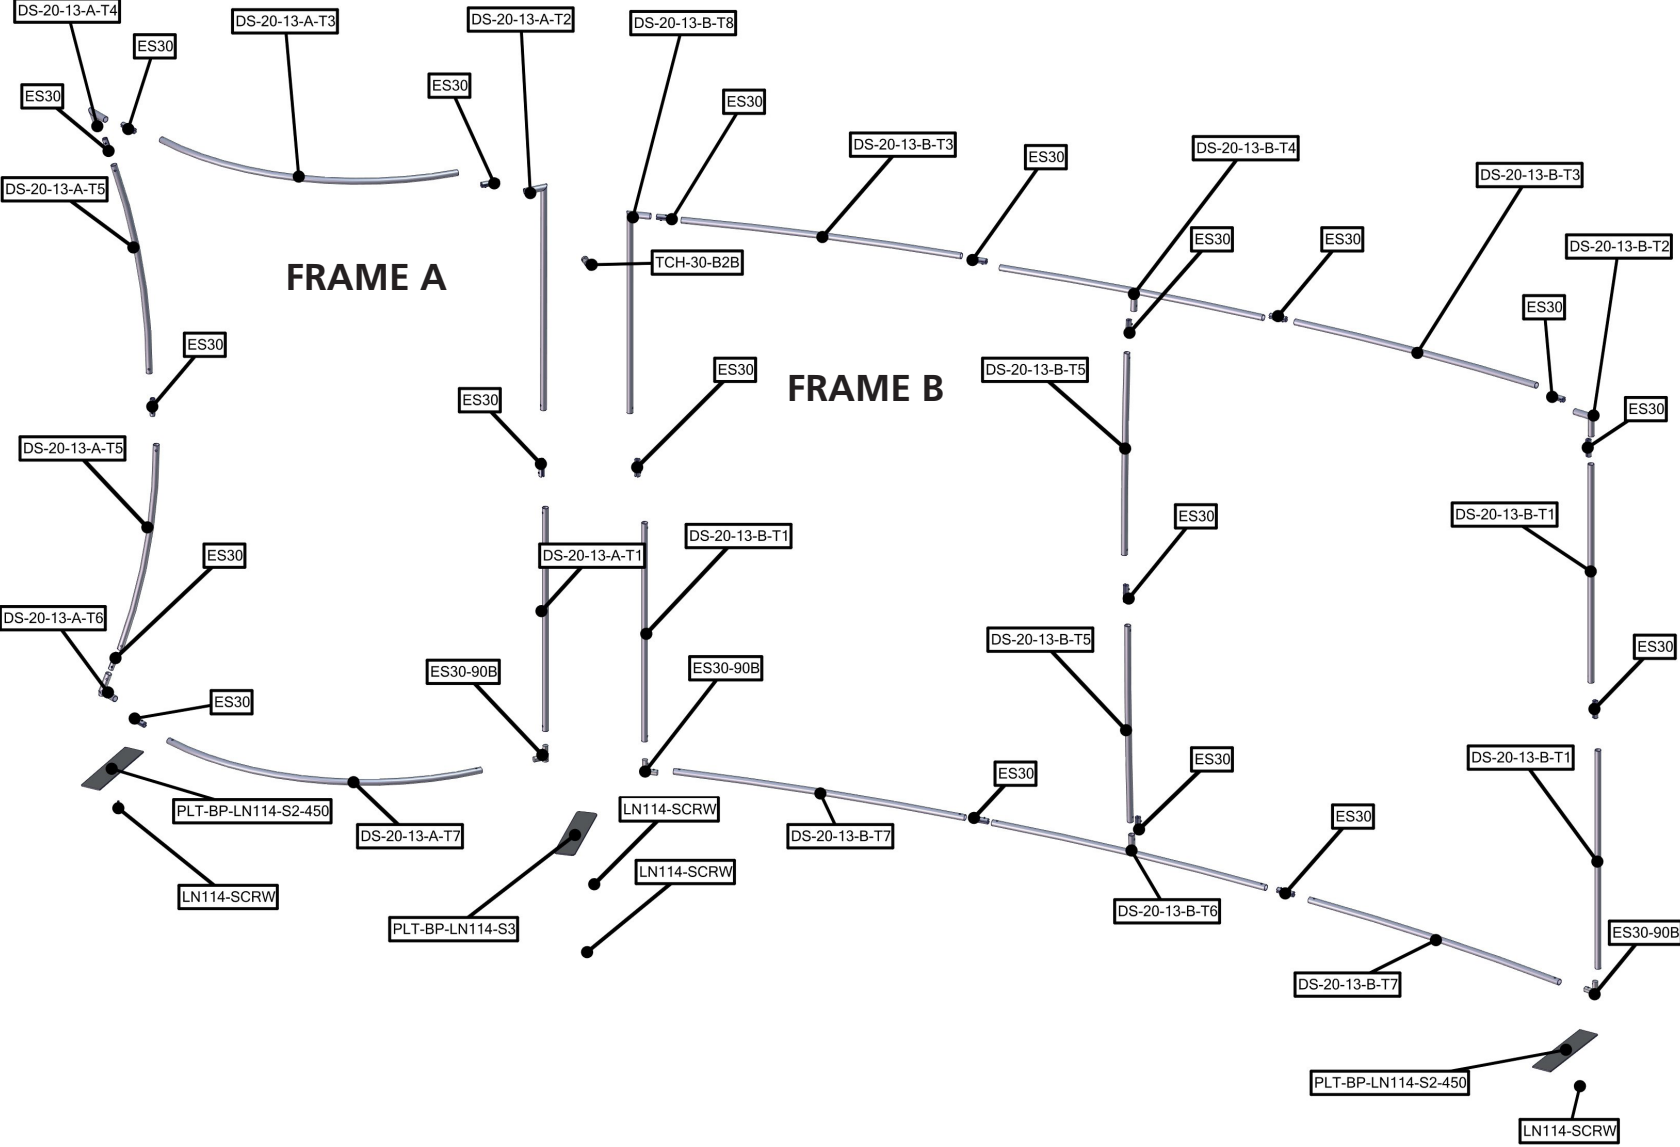 DS-20-13-A-T4
DS-20-13-A-T3
DS-20-13-A-T2
DS-20-13-B-T8
ES30
ES30
ES30
ES30
DS-20-13-B-T3
DS-20-13-B-T4
ES30
DS-20-13-B-T3
DS-20-13-A-T5
ES30
ES30
DS-20-13-B-T2
TCH-30-B2B
FRAME A
ES30
ES30
ES30
DS-20-13-B-T5
FRAME B
ES30
ES30
DS-20-13-A-T5
DS-20-13-B-T1
ES30
DS-20-13-B-T1
ES30
DS-20-13-A-T1
DS-20-13-A-T6
DS-20-13-B-T5
ES30
ES30-90B
ES30-90B
ES30
DS-20-13-B-T1
ES30
ES30
PLT-BP-LN114-S2-450
LN114-SCRW
ES30
DS-20-13-A-T7
DS-20-13-B-T7
LN114-SCRW
LN114-SCRW
DS-20-13-B-T6
PLT-BP-LN114-S3
ES30-90B
DS-20-13-B-T7
PLT-BP-LN114-S2-450
LN114-SCRW